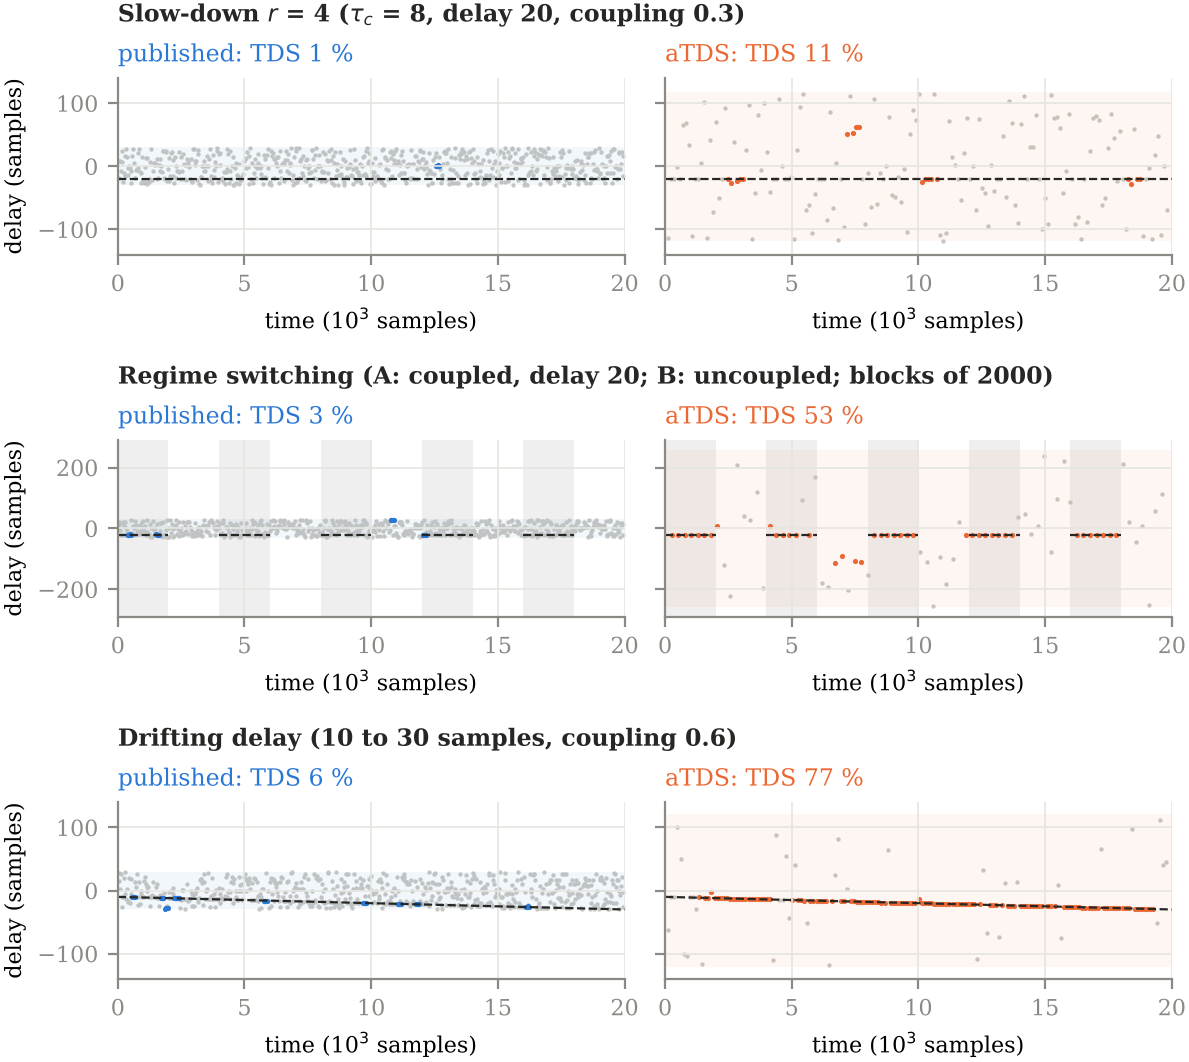 Slow-down r = 4 (τc = 8, delay 20, coupling 0.3)
published: TDS 1 %
aTDS: TDS 11 %
delay (samples)
100
0
−100
0 5 10 15 20
0 5 10 15 20
time (10³ samples)
time (10³ samples)
Regime switching (A: coupled, delay 20; B: uncoupled; blocks of 2000)
published: TDS 3 %
aTDS: TDS 53 %
delay (samples)
200
0
−200
0 5 10 15 20
0 5 10 15 20
time (10³ samples)
time (10³ samples)
Drifting delay (10 to 30 samples, coupling 0.6)
published: TDS 6 %
aTDS: TDS 77 %
delay (samples)
100
0
−100
0 5 10 15 20
0 5 10 15 20
time (10³ samples)
time (10³ samples)